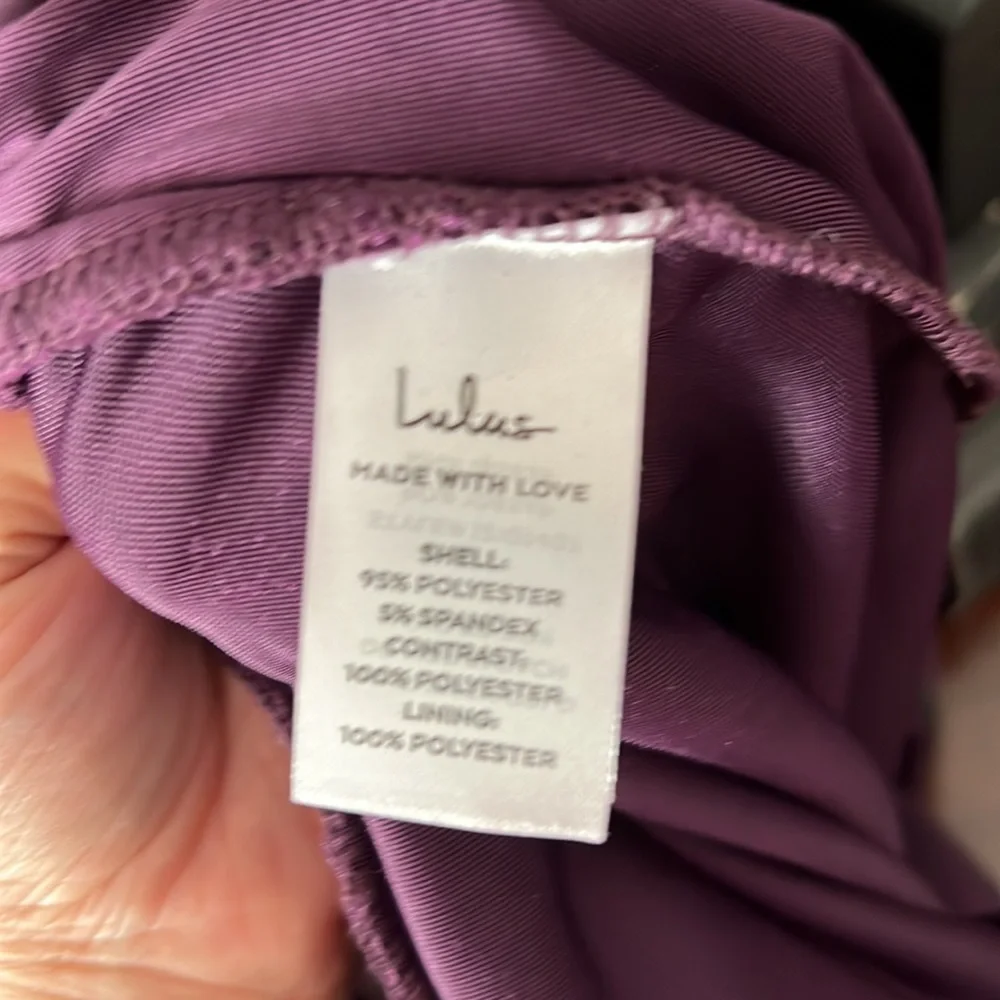 Lulus
MADE WITH LOVE
SHELL:
95% POLYESTER
5% SPANDEX
CONTRAST:
100% POLYESTER
LINING:
100% POLYESTER